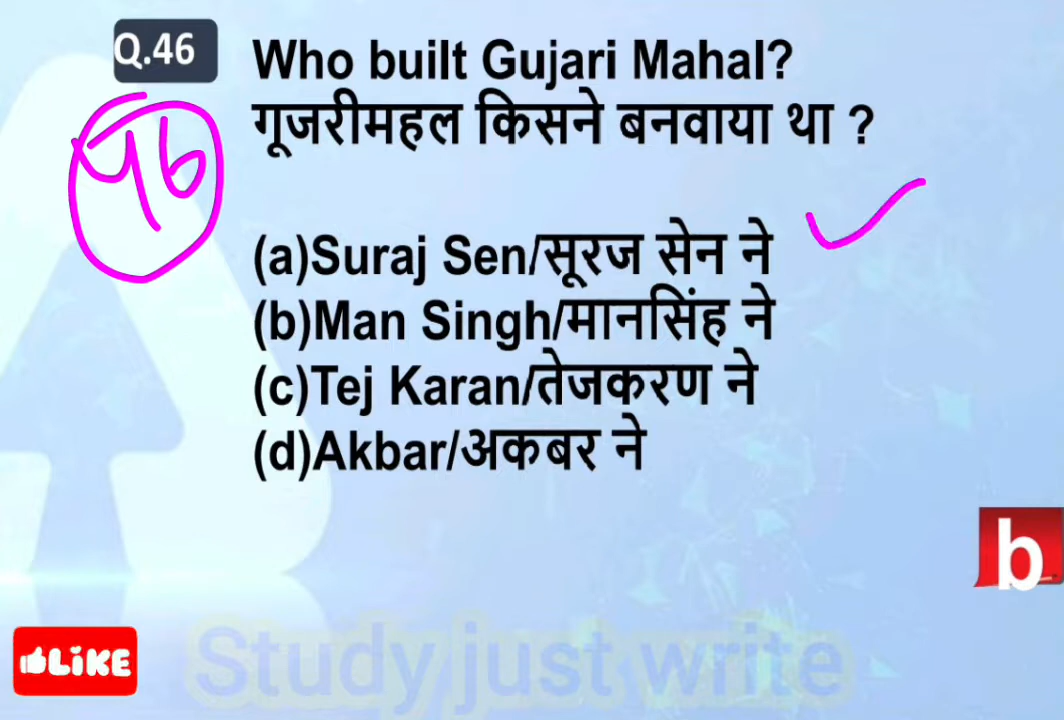 Q.46
Who built Gujari Mahal?
गूजरीमहल किसने बनवाया था ?
46
(a)Suraj Sen/सूरज सेन ने
(b)Man Singh/मानसिंह ने
(c)Tej Karan/तेजकरण ने
(d)Akbar/अकबर ने
b
LiKE
Study just write